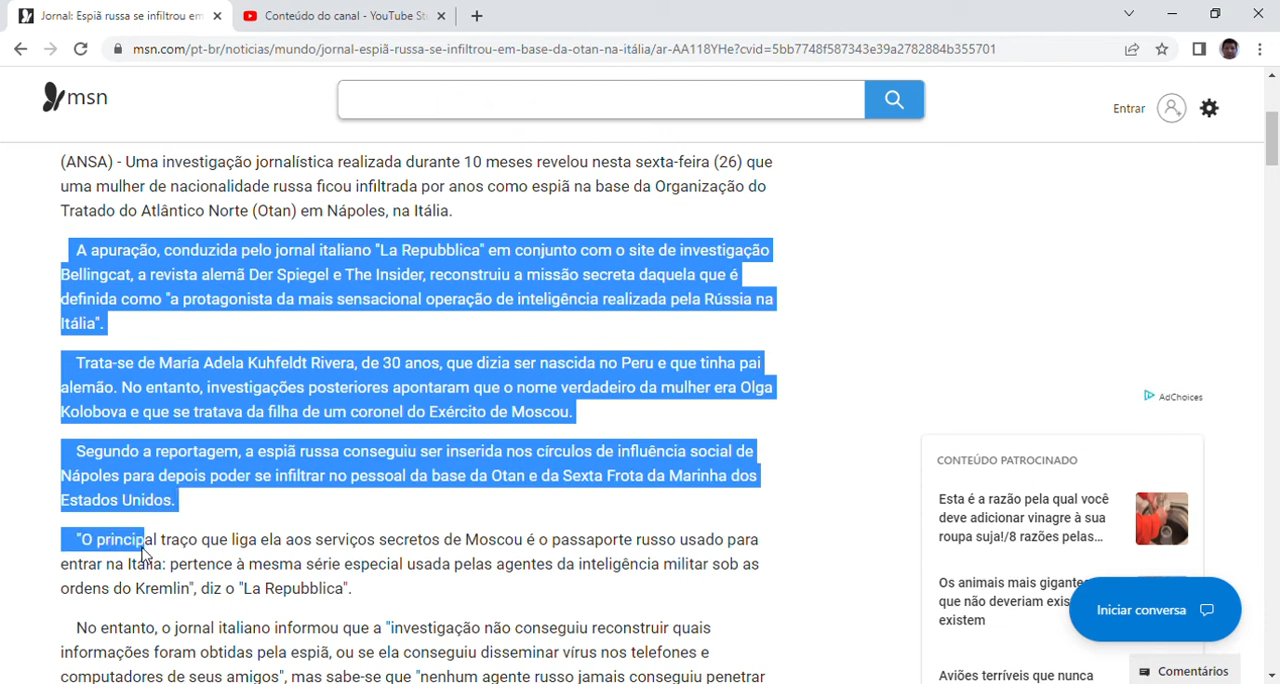 Jornal: Espiã russa se infiltrou em
Conteúdo do canal - YouTube St
msn.com/pt-br/noticias/mundo/jornal-espiã-russa-se-infiltrou-em-base-da-otan-na-itália/ar-AA118YHe?cvid=5bb7748f587343e39a2782884b355701
msn
Entrar
(ANSA) - Uma investigação jornalística realizada durante 10 meses revelou nesta sexta-feira (26) que
uma mulher de nacionalidade russa ficou infiltrada por anos como espiã na base da Organização do
Tratado do Atlântico Norte (Otan) em Nápoles, na Itália.
A apuração, conduzida pelo jornal italiano "La Repubblica" em conjunto com o site de investigação
Bellingcat, a revista alemã Der Spiegel e The Insider, reconstruiu a missão secreta daquela que é
definida como "a protagonista da mais sensacional operação de inteligência realizada pela Rússia na
Itália".
Trata-se de María Adela Kuhfeldt Rivera, de 30 anos, que dizia ser nascida no Peru e que tinha pai
alemão. No entanto, investigações posteriores apontaram que o nome verdadeiro da mulher era Olga
Kolobova e que se tratava da filha de um coronel do Exército de Moscou.
Segundo a reportagem, a espiã russa conseguiu ser inserida nos círculos de influência social de
Nápoles para depois poder se infiltrar no pessoal da base da Otan e da Sexta Frota da Marinha dos
Estados Unidos.
"O principal traço que liga ela aos serviços secretos de Moscou é o passaporte russo usado para
entrar na Itália: pertence à mesma série especial usada pelas agentes da inteligência militar sob as
ordens do Kremlin", diz o "La Repubblica".
No entanto, o jornal italiano informou que a "investigação não conseguiu reconstruir quais
informações foram obtidas pela espiã, ou se ela conseguiu disseminar vírus nos telefones e
computadores de seus amigos", mas sabe-se que "nenhum agente russo jamais conseguiu penetrar
AdChoices
CONTEÚDO PATROCINADO
Esta é a razão pela qual você
deve adicionar vinagre à sua
roupa suja!/8 razões pelas...
Os animais mais gigante
que não deveriam exis
existem
Iniciar conversa
Aviões terríveis que nunca
Comentários